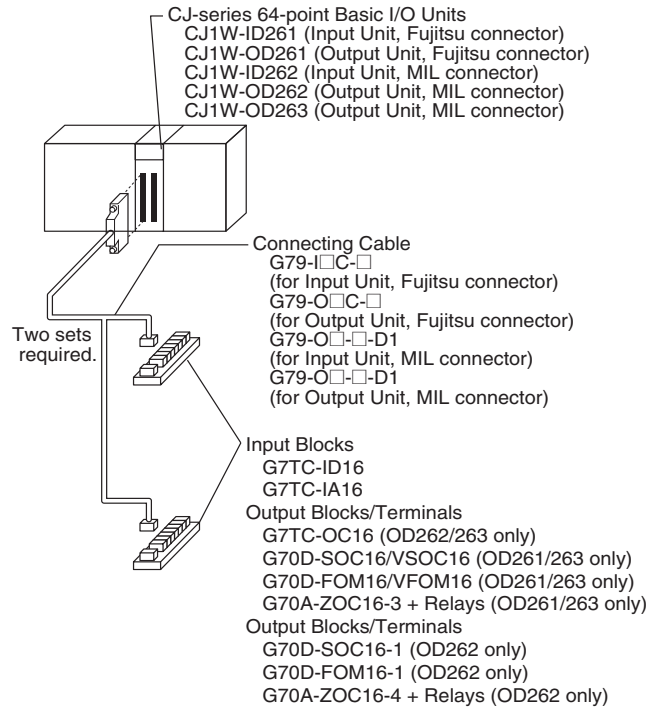 CJ-series 64-point Basic I/O Units
CJ1W-ID261 (Input Unit, Fujitsu connector)
CJ1W-OD261 (Output Unit, Fujitsu connector)
CJ1W-ID262 (Input Unit, MIL connector)
CJ1W-OD262 (Output Unit, MIL connector)
CJ1W-OD263 (Output Unit, MIL connector)
Connecting Cable
G79-I□C-□
(for Input Unit, Fujitsu connector)
G79-O□C-□
(for Output Unit, Fujitsu connector)
G79-O□-□-D1
(for Input Unit, MIL connector)
G79-O□-□-D1
(for Output Unit, MIL connector)
Two sets
required.
Input Blocks
G7TC-ID16
G7TC-IA16
Output Blocks/Terminals
G7TC-OC16 (OD262/263 only)
G70D-SOC16/VSOC16 (OD261/263 only)
G70D-FOM16/VFOM16 (OD261/263 only)
G70A-ZOC16-3 + Relays (OD261/263 only)
Output Blocks/Terminals
G70D-SOC16-1 (OD262 only)
G70D-FOM16-1 (OD262 only)
G70A-ZOC16-4 + Relays (OD262 only)